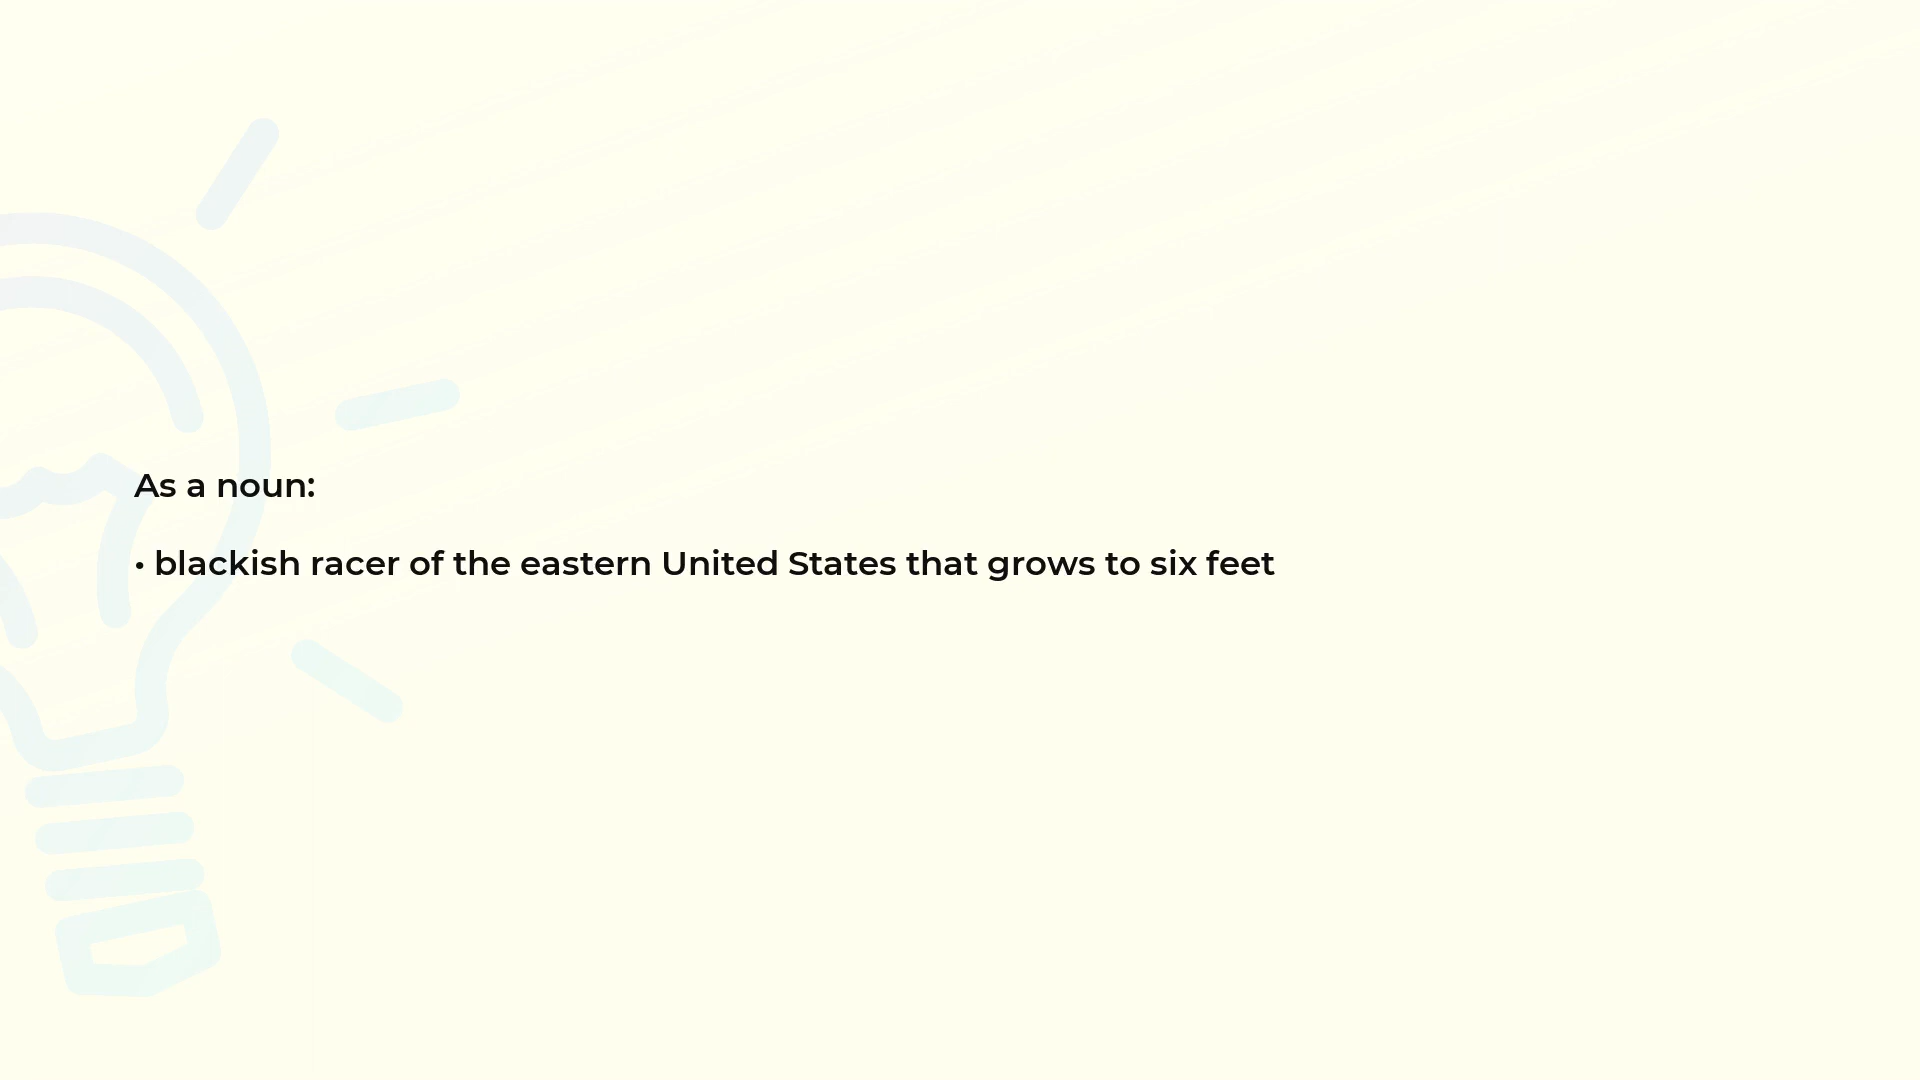 As a noun:
• blackish racer of the eastern United States that grows to six feet